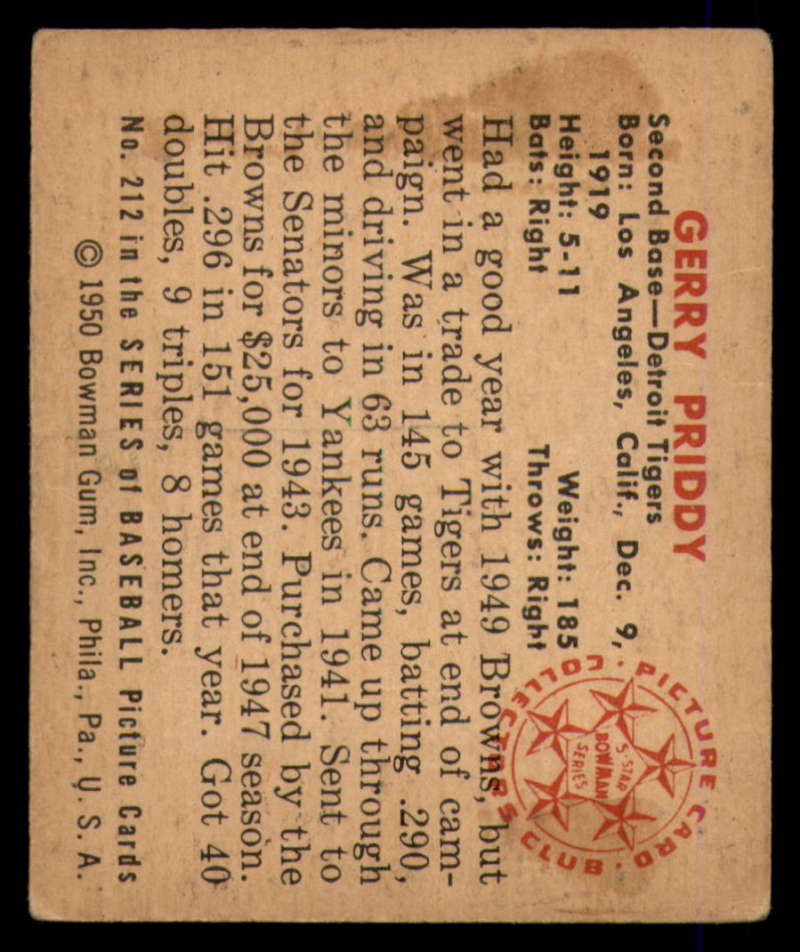 GERRY PRIDDY
Second Base—Detroit Tigers
Born: Los Angeles, Calif., Dec. 9,
1919
Height: 5-11 Weight: 185
Bats: Right Throws: Right
PICTURE CARD COLLECTORS CLUB
5-STAR
BOWMAN
SERIES
Had a good year with 1949 Browns, but
went in a trade to Tigers at end of cam-
paign. Was in 145 games, batting .290,
and driving in 63 runs. Came up through
the minors to Yankees in 1941. Sent to
the Senators for 1943. Purchased by the
Browns for $25,000 at end of 1947 season.
Hit .296 in 151 games that year. Got 40
doubles, 9 triples, 8 homers.
No. 212 in the SERIES of BASEBALL Picture Cards
© 1950 Bowman Gum, Inc., Phila., Pa., U. S. A.